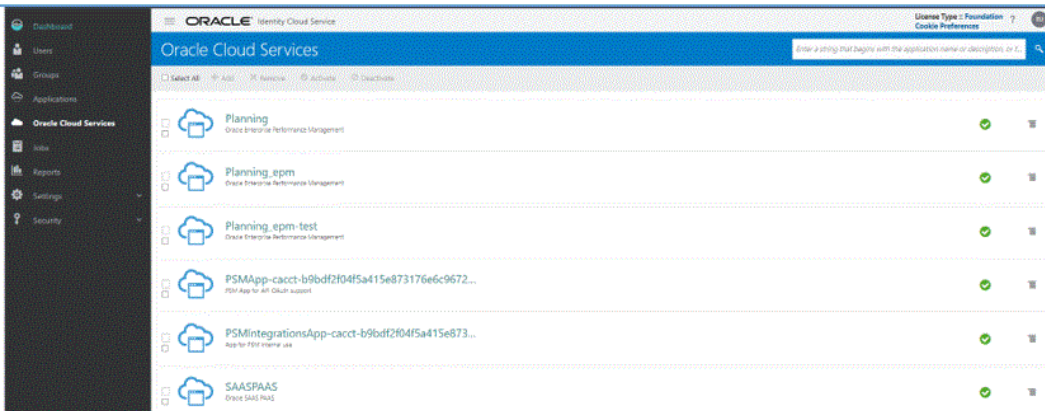 Dashboard
Users
Groups
Applications
Oracle Cloud Services
Jobs
Reports
Settings
Security
ORACLE Identity Cloud Service
License Type :: Foundation
Cookie Preferences
?
Oracle Cloud Services
Enter a string that begins with the application name or description, or t...
Select All + Add X Remove Activate Deactivate
Planning
Oracle Enterprise Performance Management
Planning_epm
Oracle Enterprise Performance Management
Planning_epm-test
Oracle Enterprise Performance Management
PSMApp-cacct-b9bdf2f04f5a415e873176e6c9672...
PSM App for API OAuth support
PSMIntegrationsApp-cacct-b9bdf2f04f5a415e873...
App for PSM internal use
SAASPAAS
Oracle SAAS PAAS